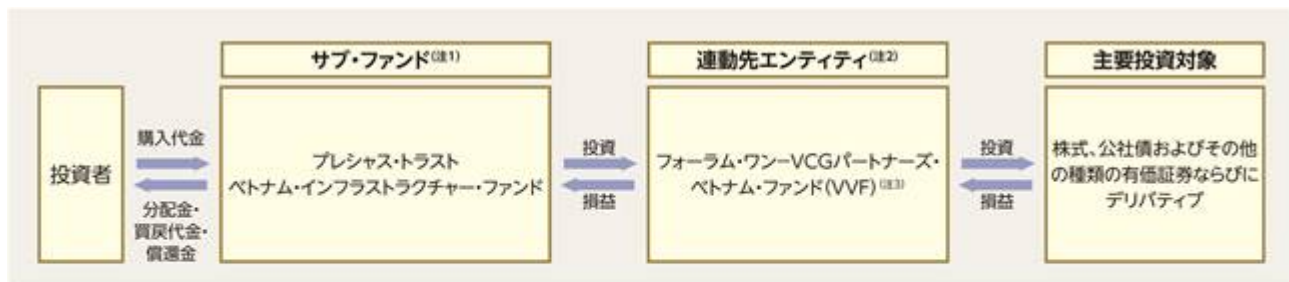 サブ・ファンド(注1)
連動先エンティティ(注2)
主要投資対象
投資者
購入代金
分配金・
買戻代金・
償還金
プレシャス・トラスト
ベトナム・インフラストラクチャー・ファンド
投資
損益
フォーラム・ワン−VCGパートナーズ・
ベトナム・ファンド(VVF)(注3)
投資
損益
株式、公社債およびその他
の種類の有価証券ならびに
デリバティブ